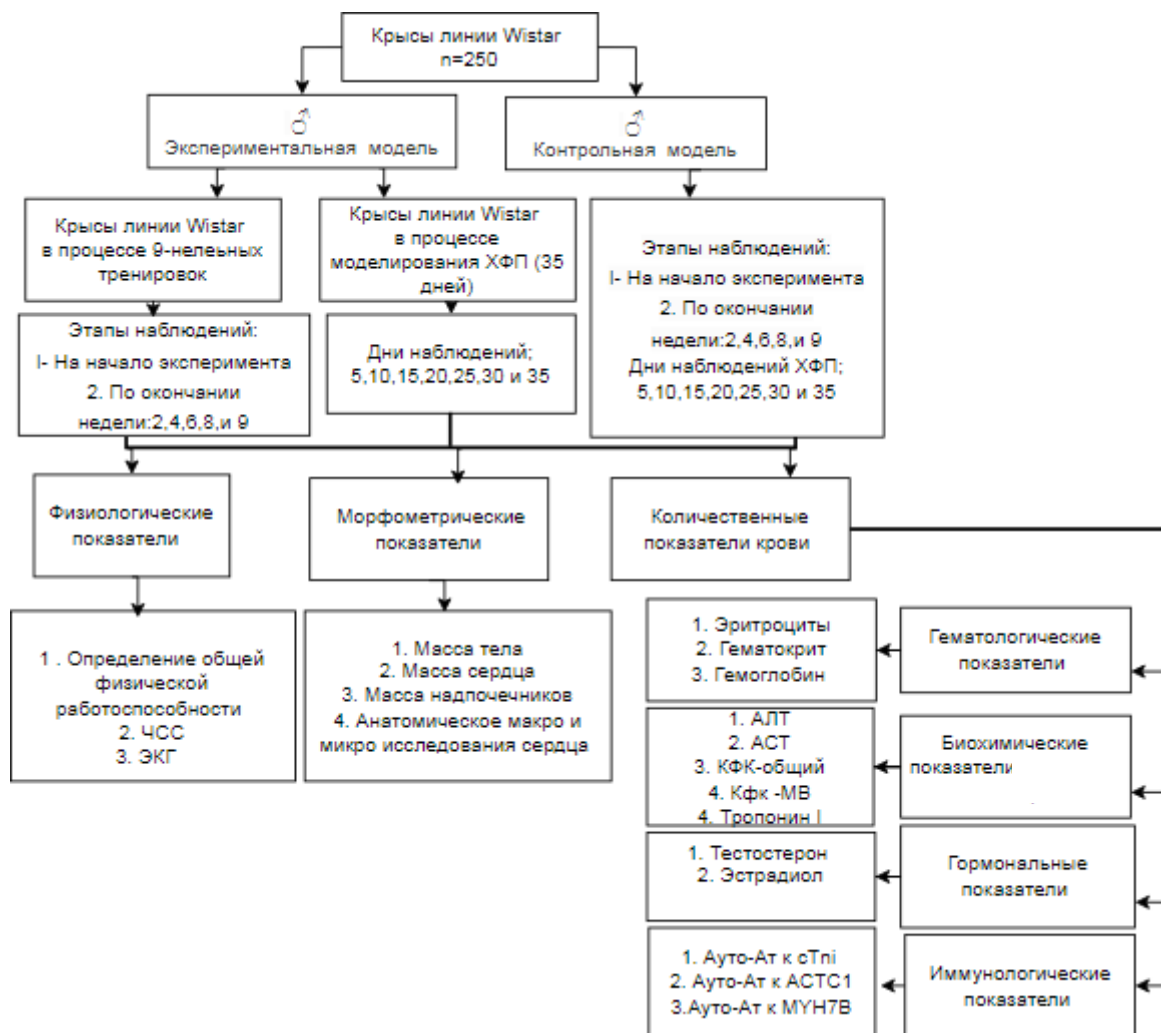 Крысы линии Wistar
n=250
♂
Экспериментальная модель
♂
Контрольная модель
Крысы линии Wistar
в процессе 9-нелеьных
тренировок
Крысы линии Wistar
в процессе
моделирования ХФП (35
дней)
Этапы наблюдений:
I- На начало эксперимента
2. По окончании
недели:2,4,6,8,и 9
Дни наблюдений ХФП;
5,10,15,20,25,30 и 35
Этапы наблюдений:
I- На начало эксперимента
2. По окончании
недели:2,4,6,8,и 9
Дни наблюдений;
5,10,15,20,25,30 и 35
Физиологические
показатели
Морфометрические
показатели
Количественные
показатели крови
1 . Определение общей
физической
работоспособности
2. ЧСС
3. ЭКГ
1. Масса тела
2. Масса сердца
3. Масса надпочечников
4. Анатомическое макро и
микро исследования сердца
1. Эритроциты
2. Гематокрит
3. Гемоглобин
Гематологические
показатели
1. АЛТ
2. АСТ
3. КФК-общий
4. Кфк -МВ
4. Тропонин I
Биохимические
показатели
1. Тестостерон
2. Эстрадиол
Гормональные
показатели
1. Ауто-Ат к cTni
2. Ауто-Ат к ACTC1
3.Ауто-Ат к MYH7B
Иммунологические
показатели